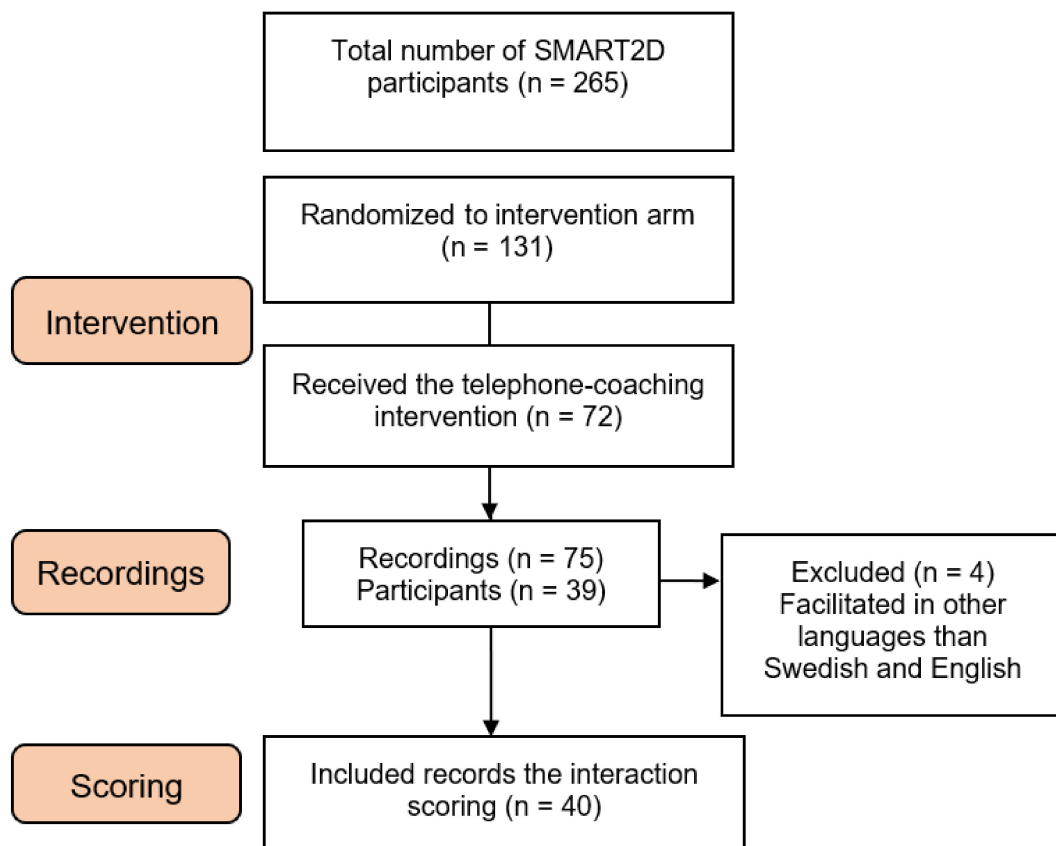 Total number of SMART2D
participants (n = 265)
Randomized to intervention arm
(n = 131)
Intervention
Received the telephone-coaching
intervention (n = 72)
Recordings
Recordings (n = 75)
Participants (n = 39)
Excluded (n = 4)
Facilitated in other
languages than
Swedish and English
Scoring
Included records the interaction
scoring (n = 40)